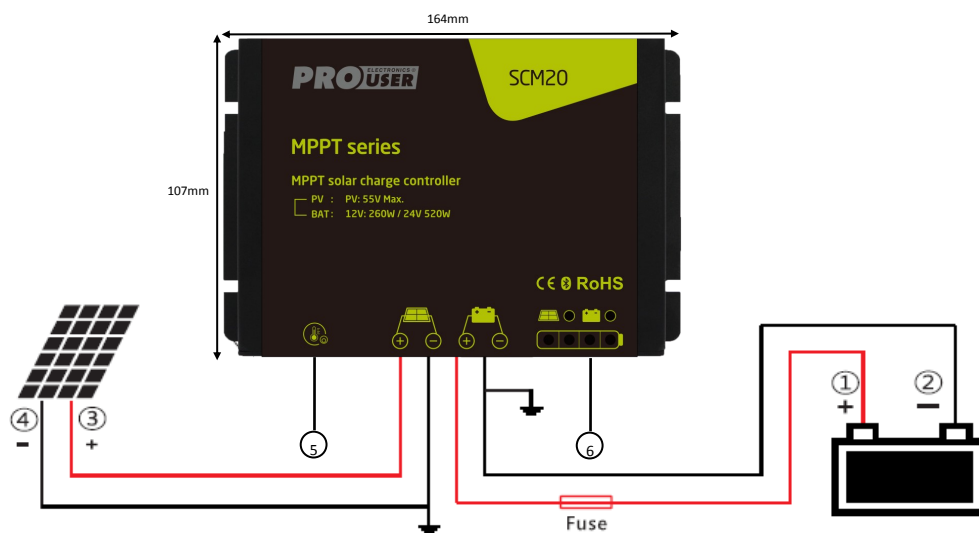 164mm
107mm
PRO ELECTRONICS® USER
SCM20
MPPT series
MPPT solar charge controller
PV : PV: 55V Max.
BAT : 12V: 260W / 24V 520W
CE RoHS
+ − + −
④ ③
- +
5
6
① ②
+ −
Fuse